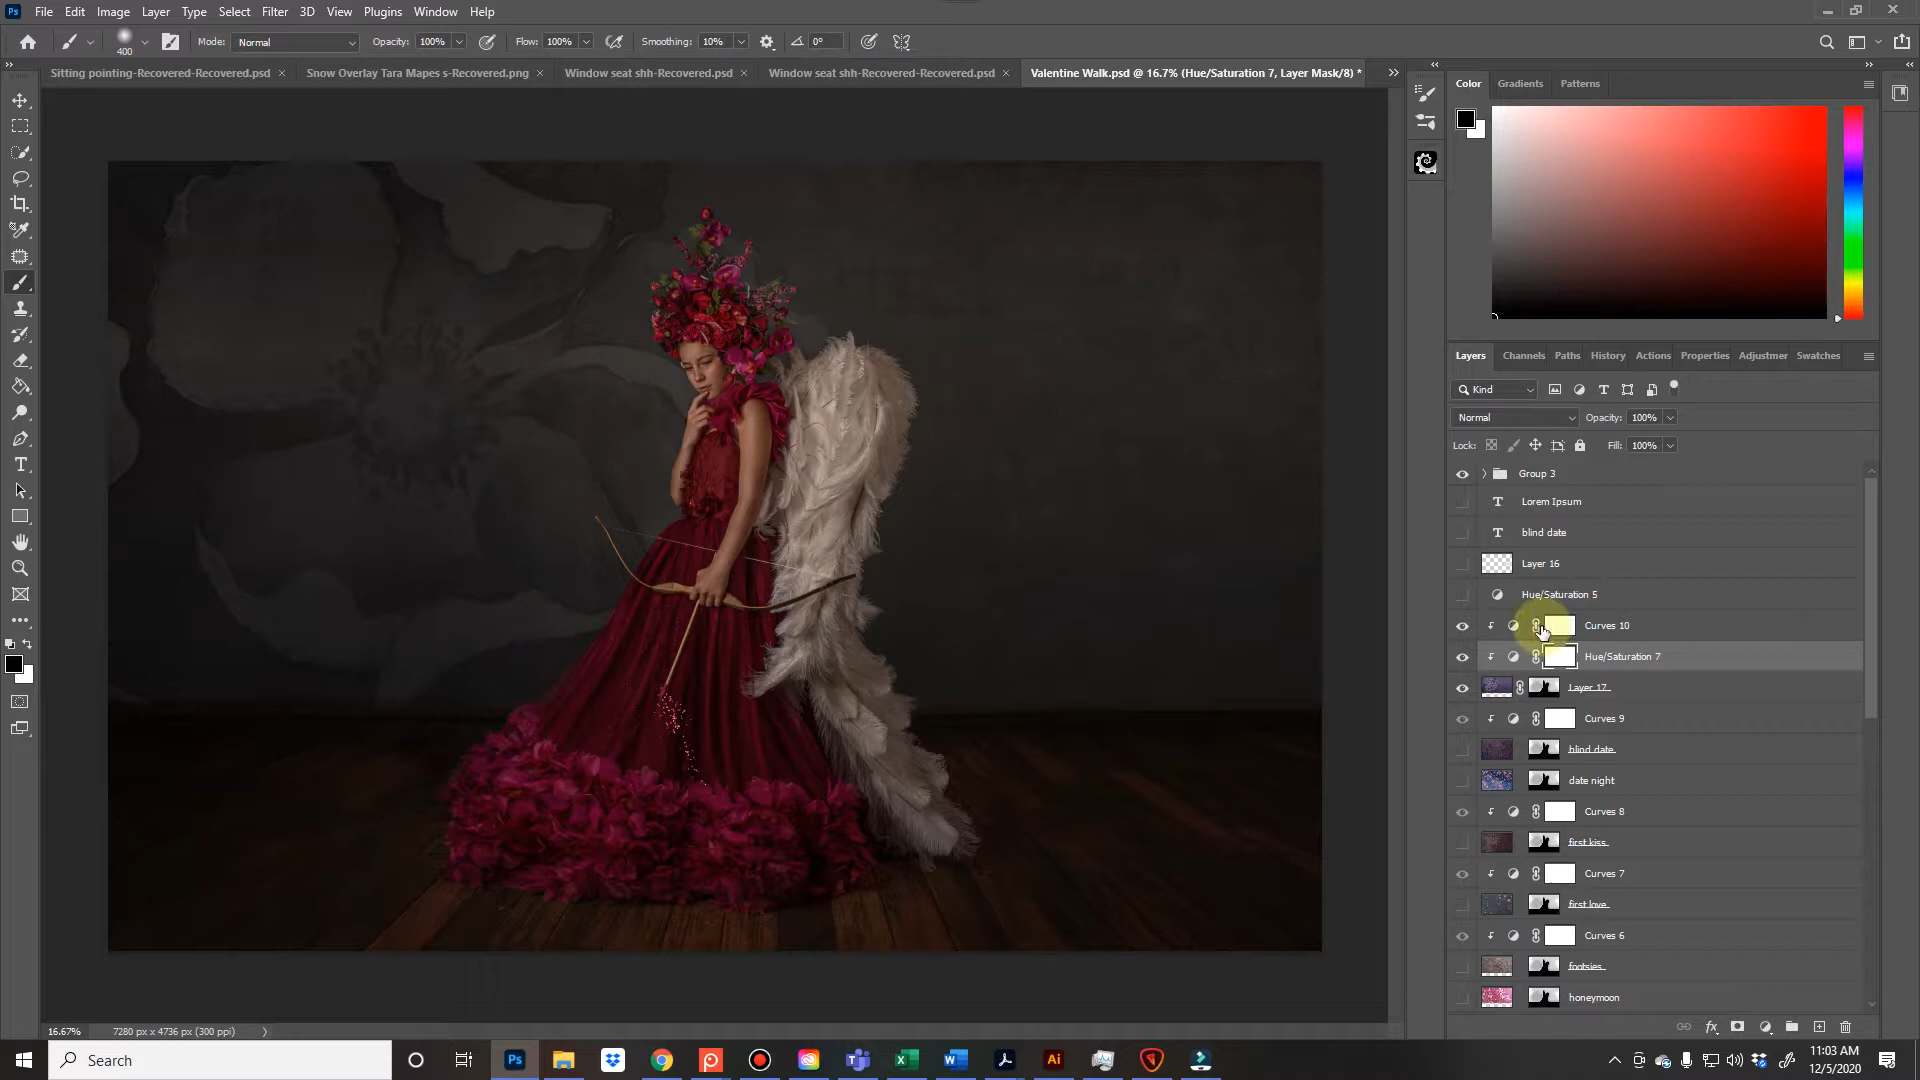 Ps File Edit Image Layer Type Select Filter 3D View Plugins Window Help
400 Mode: Normal Opacity: 100% Flow: 100% Smoothing: 10% 0°
Sitting pointing-Recovered-Recovered.psd × Snow Overlay Tara Mapes s-Recovered.png × Window seat shh-Recovered.psd × Window seat shh-Recovered-Recovered.psd × Valentine Walk.psd @ 16.7% (Hue/Saturation 7, Layer Mask/8) *
Color Gradients Patterns
Layers Channels Paths History Actions Properties Adjustmer Swatches
Kind
Normal Opacity: 100%
Lock: Fill: 100%
Group 3
T Lorem Ipsum
T blind date
Layer 16
Hue/Saturation 5
Curves 10
Hue/Saturation 7
Layer 17
Curves 9
blind date
date night
Curves 8
first kiss
Curves 7
first love
Curves 6
footsies
honeymoon
16.67% 7280 px x 4736 px (300 ppi)
Search
Ps
Ai
11:03 AM
12/5/2020